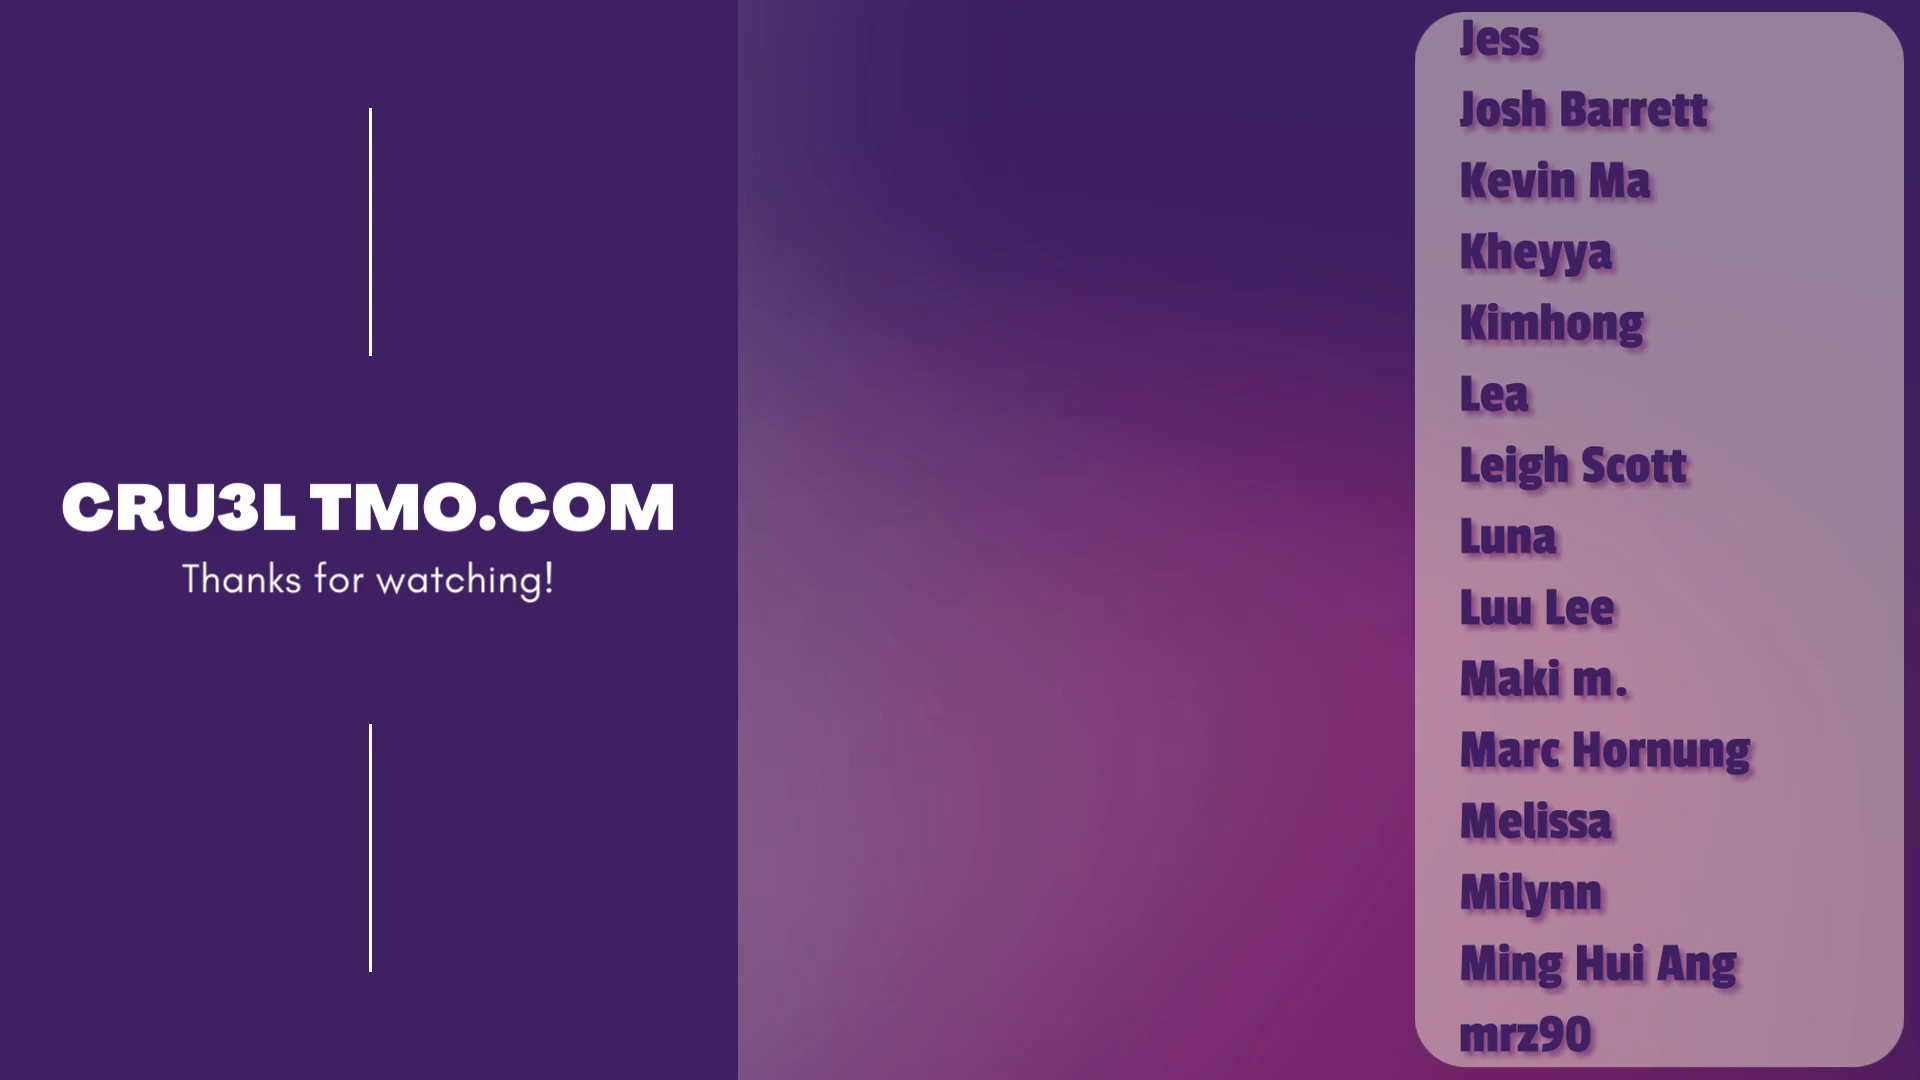 CRU3L TMO.COM
Thanks for watching!
Jess
Josh Barrett
Kevin Ma
Kheyya
Kimhong
Lea
Leigh Scott
Luna
Luu Lee
Maki m.
Marc Hornung
Melissa
Milynn
Ming Hui Ang
mrz90